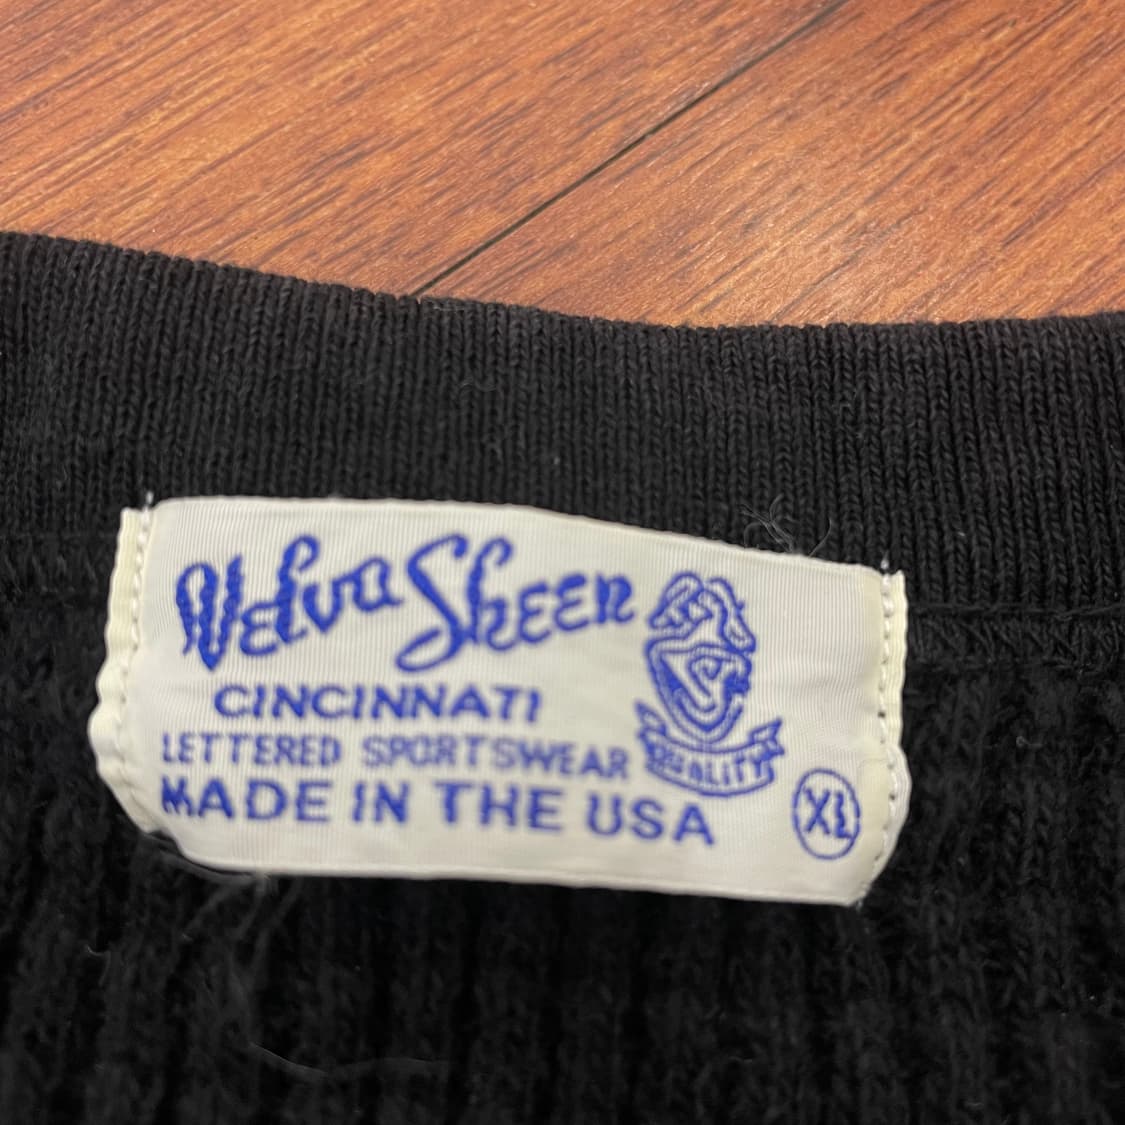 Velva Sheen
CINCINNATI
LETTERED SPORTSWEAR
QUALITY
MADE IN THE USA
XL